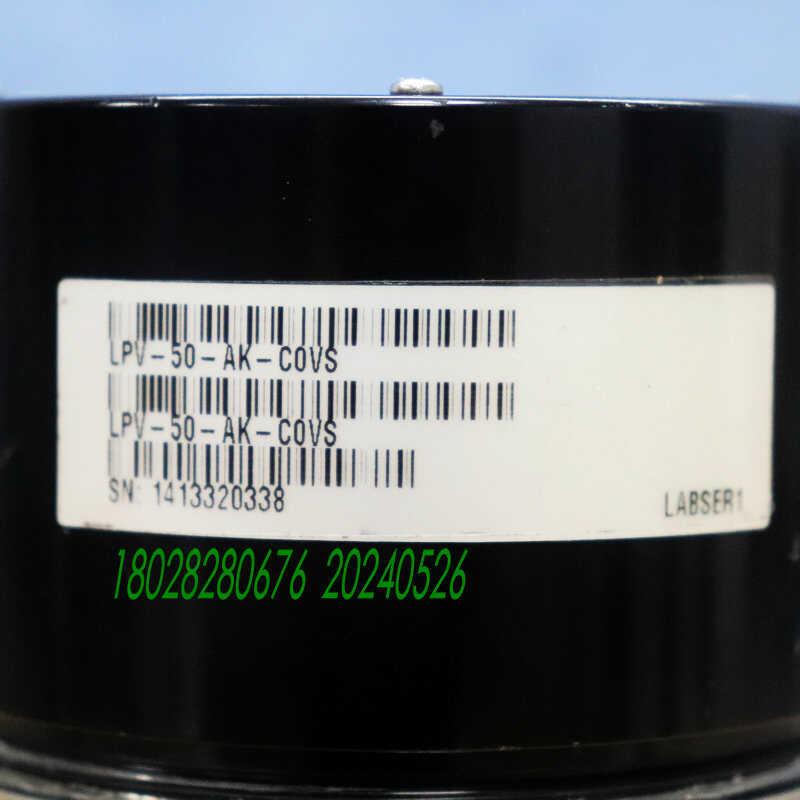 LPV-50-AK-C0VS
LPV-50-AK-C0VS
SN: 1413320338
LABSER1
18028280676 20240526